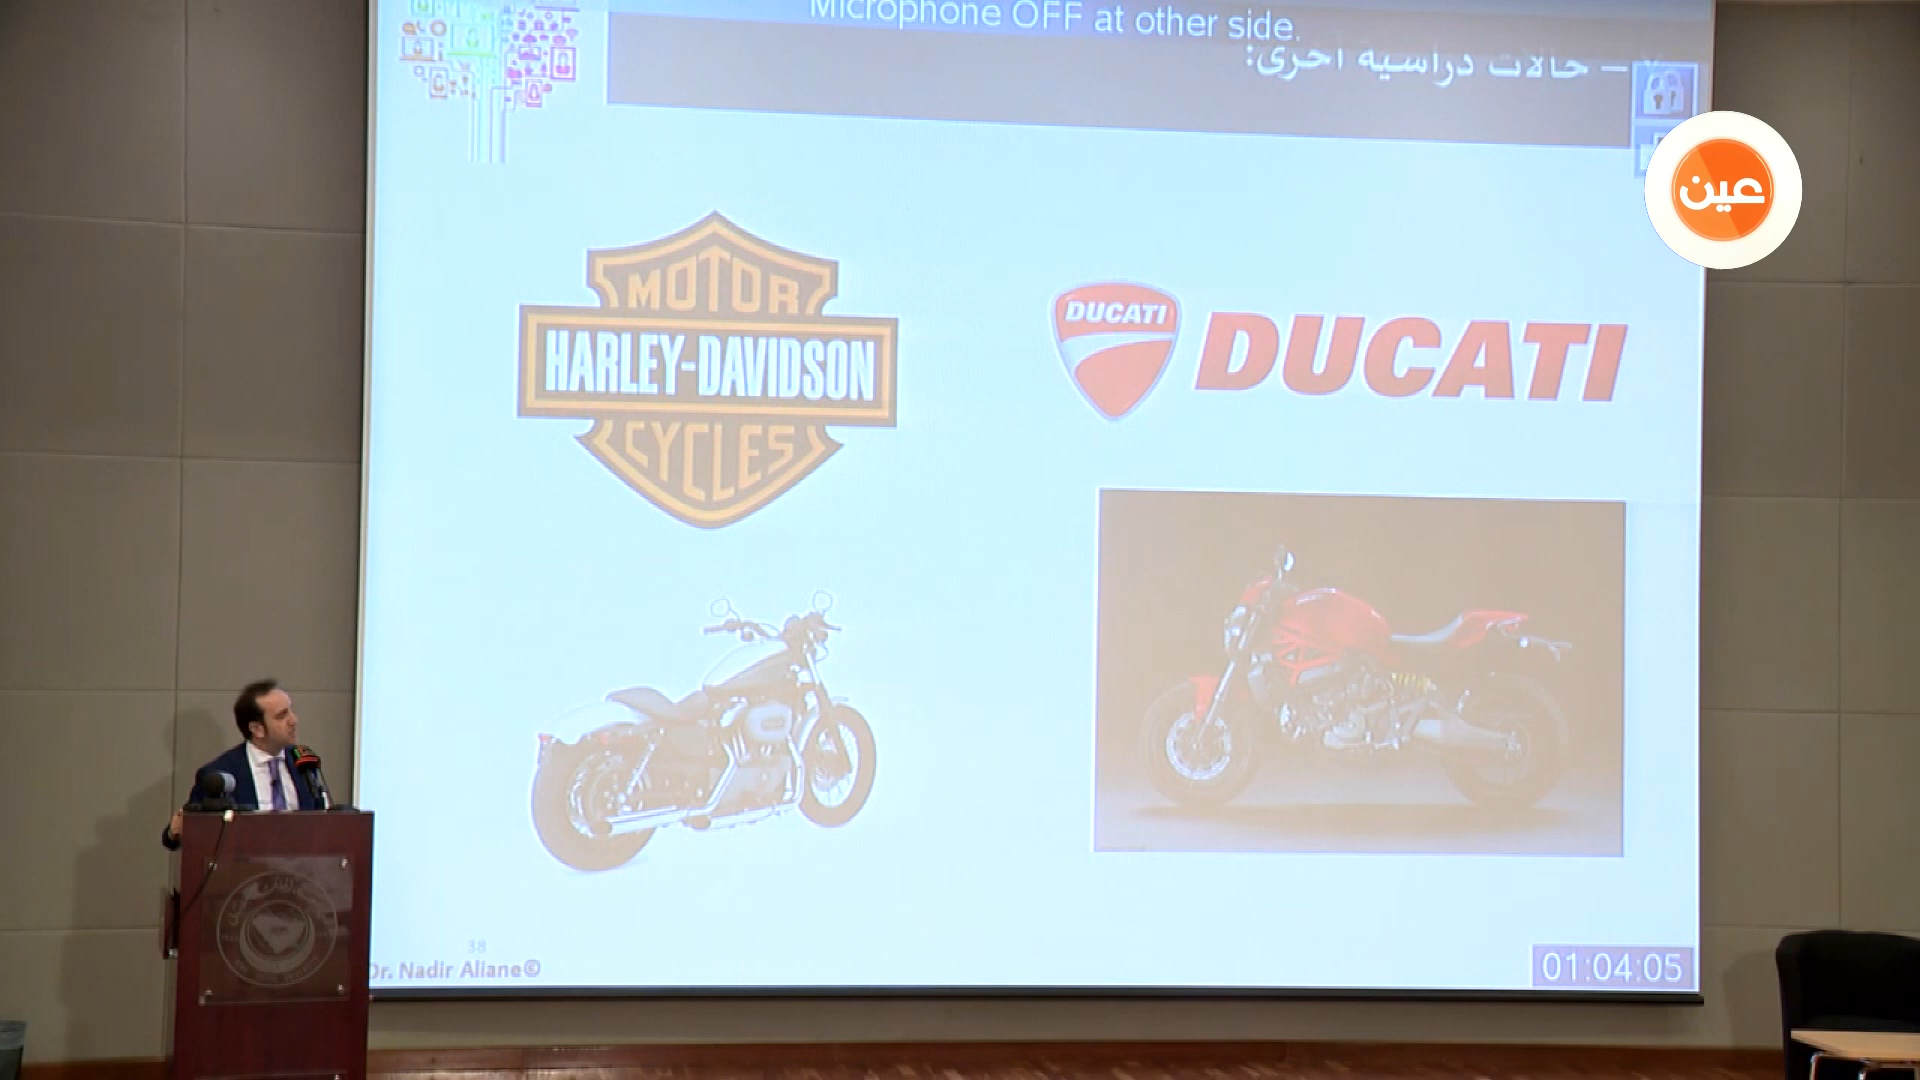 Microphone OFF at other side.
– حالات دراسية أخرى:
عين
MOTOR
HARLEY-DAVIDSON
CYCLES
DUCATI
DUCATI
38
Dr. Nadir Aliane©
01:04:05